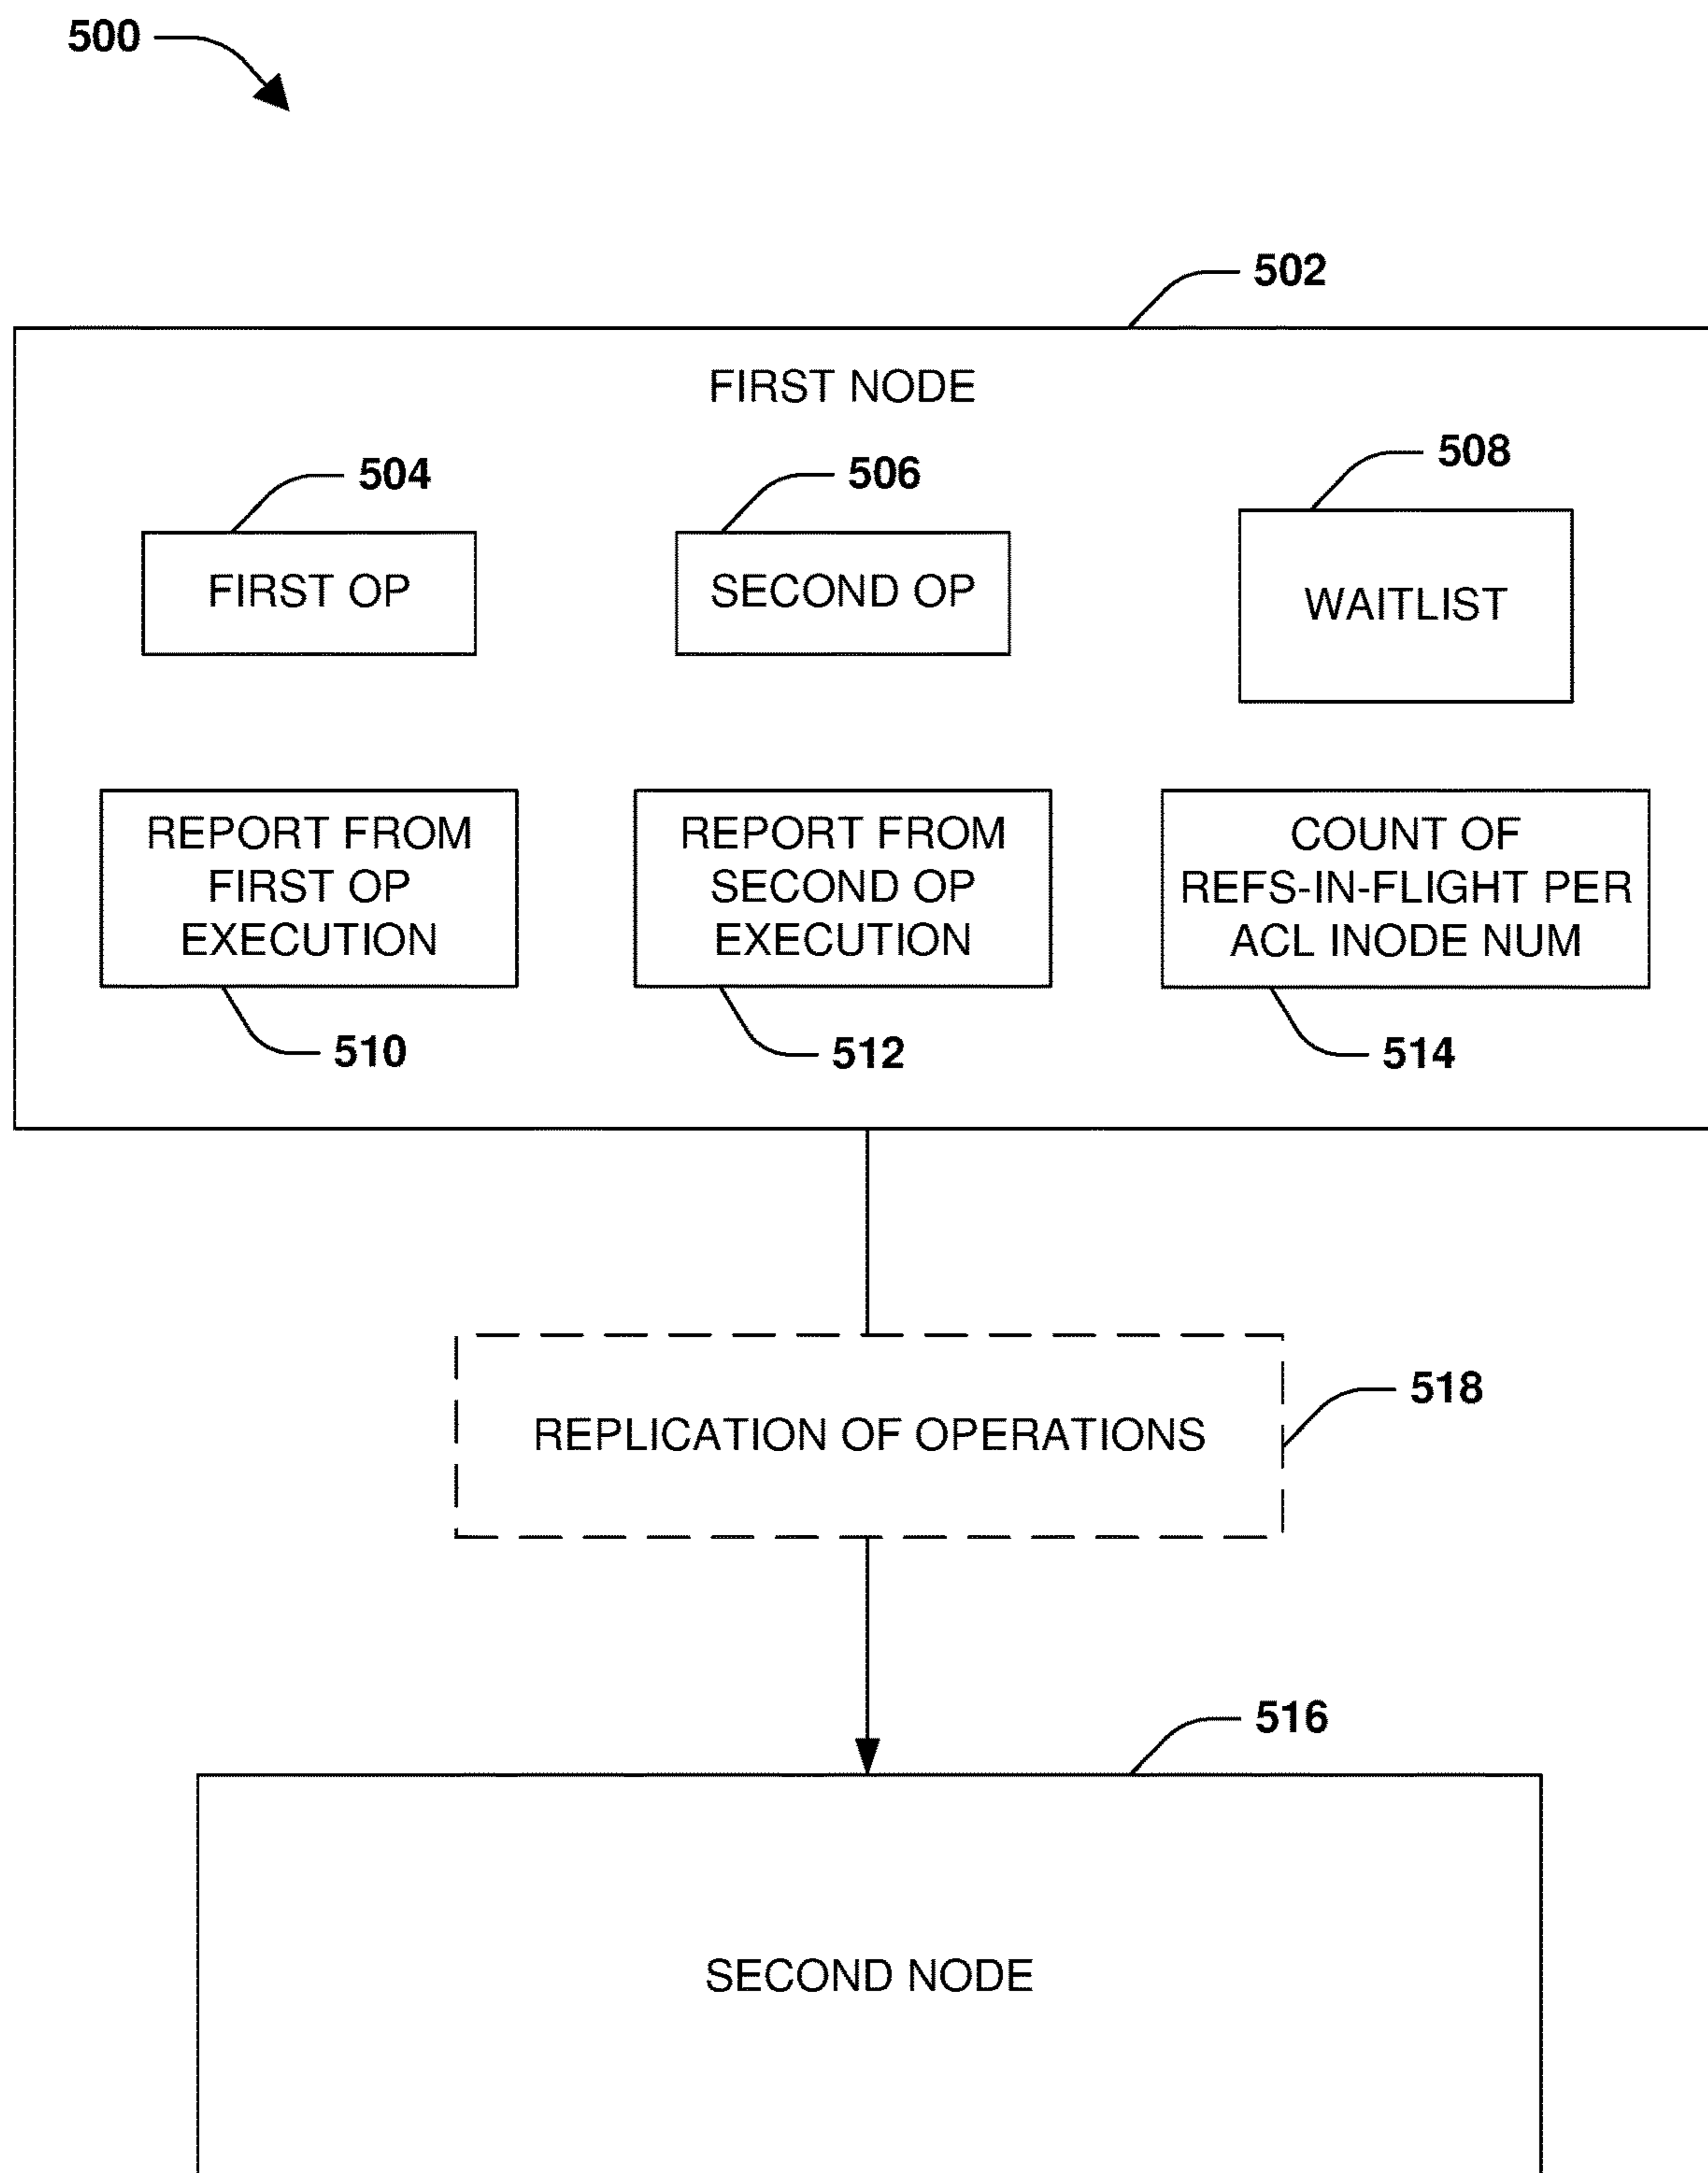 500
502
FIRST NODE
504
506
508
FIRST OP
SECOND OP
WAITLIST
REPORT FROM
FIRST OP
EXECUTION
REPORT FROM
SECOND OP
EXECUTION
COUNT OF
REFS-IN-FLIGHT PER
ACL INODE NUM
510
512
514
518
REPLICATION OF OPERATIONS
516
SECOND NODE